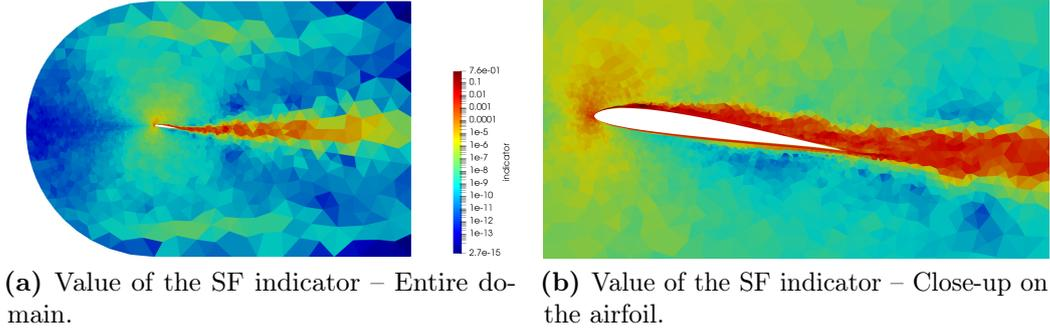 7.6e-01
0.1
0.01
0.001
0.0001
1e-5
1e-6
1e-7
1e-8
1e-9
1e-10
1e-11
1e-12
1e-13
2.7e-15
indicator
(a) Value of the SF indicator – Entire do-
main.
(b) Value of the SF indicator – Close-up on
the airfoil.